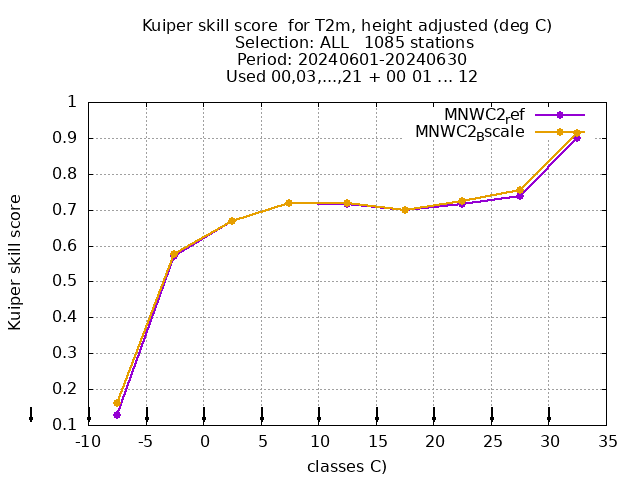 Kuiper skill score  for T2m, height adjusted (deg C)
Selection: ALL   1085 stations
Period: 20240601-20240630
Used 00,03,...,21 + 00 01 ... 12
MNWC2ref
MNWC2Bscale
1
0.9
0.8
0.7
0.6
0.5
0.4
0.3
0.2
0.1
Kuiper skill score
-10 -5 0 5 10 15 20 25 30 35
classes C)